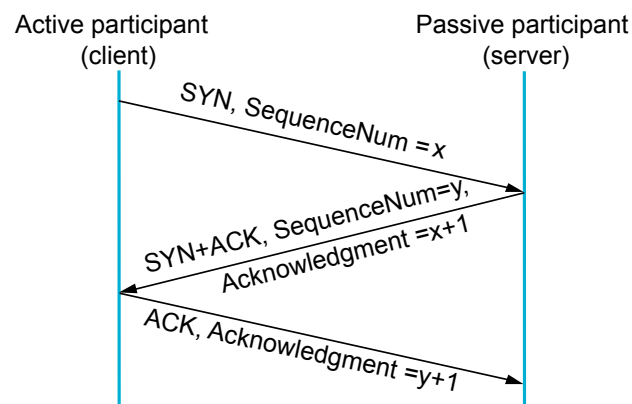 Active participant
(client)
Passive participant
(server)
SYN, SequenceNum =x
SYN+ACK, SequenceNum=y,
Acknowledgment =x+1
ACK, Acknowledgment =y+1